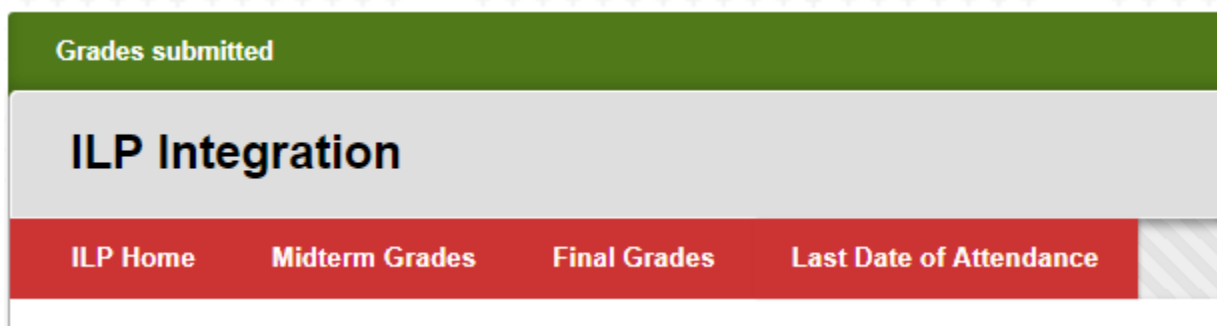 Grades submitted
ILP Integration
ILP Home Midterm Grades Final Grades Last Date of Attendance